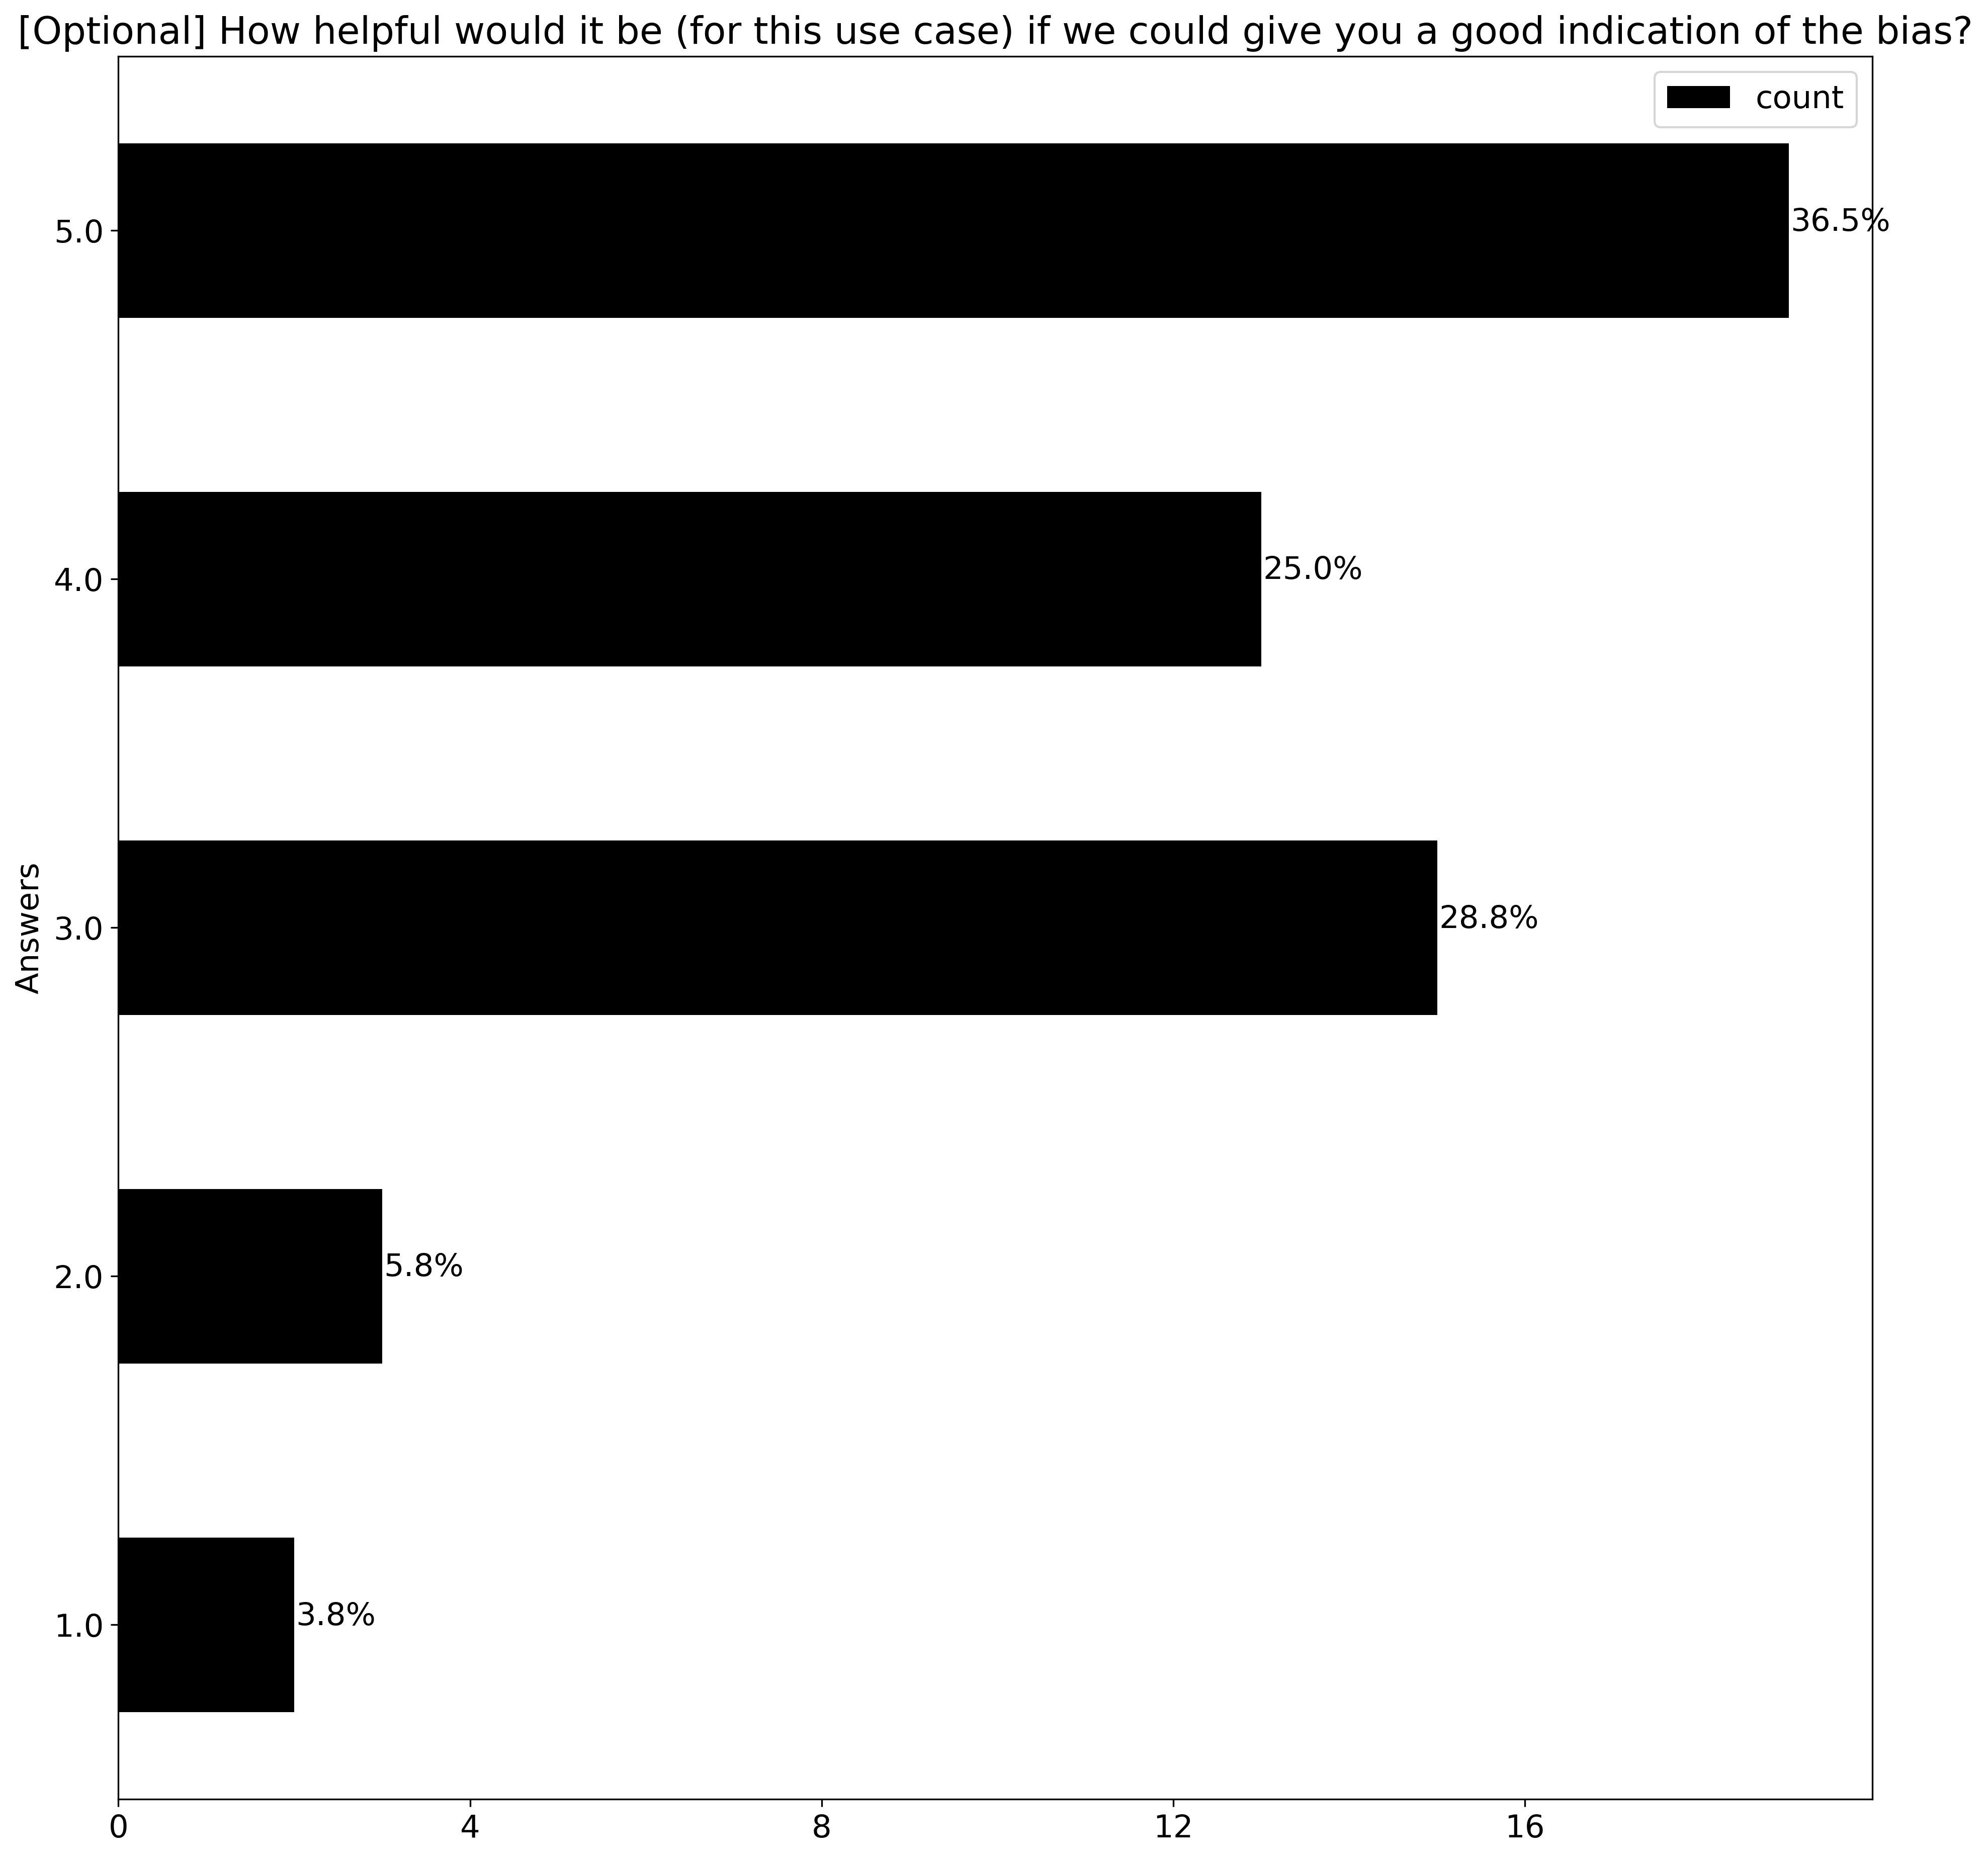 [Optional] How helpful would it be (for this use case) if we could give you a good indication of the bias?
count
5.0
36.5%
4.0
25.0%
3.0
28.8%
Answers
2.0
5.8%
1.0
3.8%
0 4 8 12 16